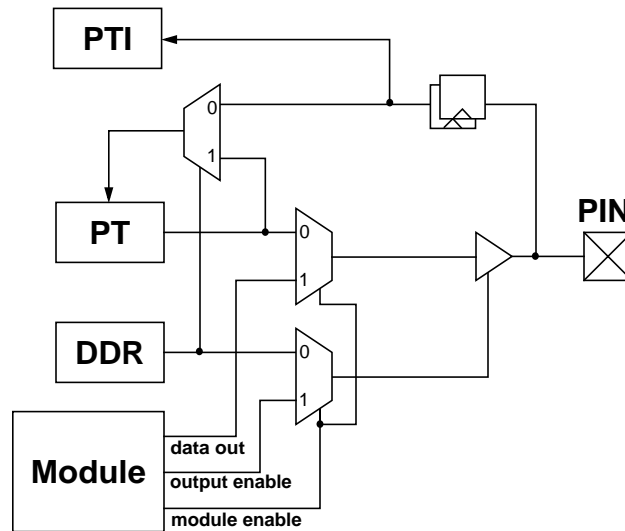 PTI
0
1
PT
PIN
0
1
DDR
0
1
Module
data out
output enable
module enable